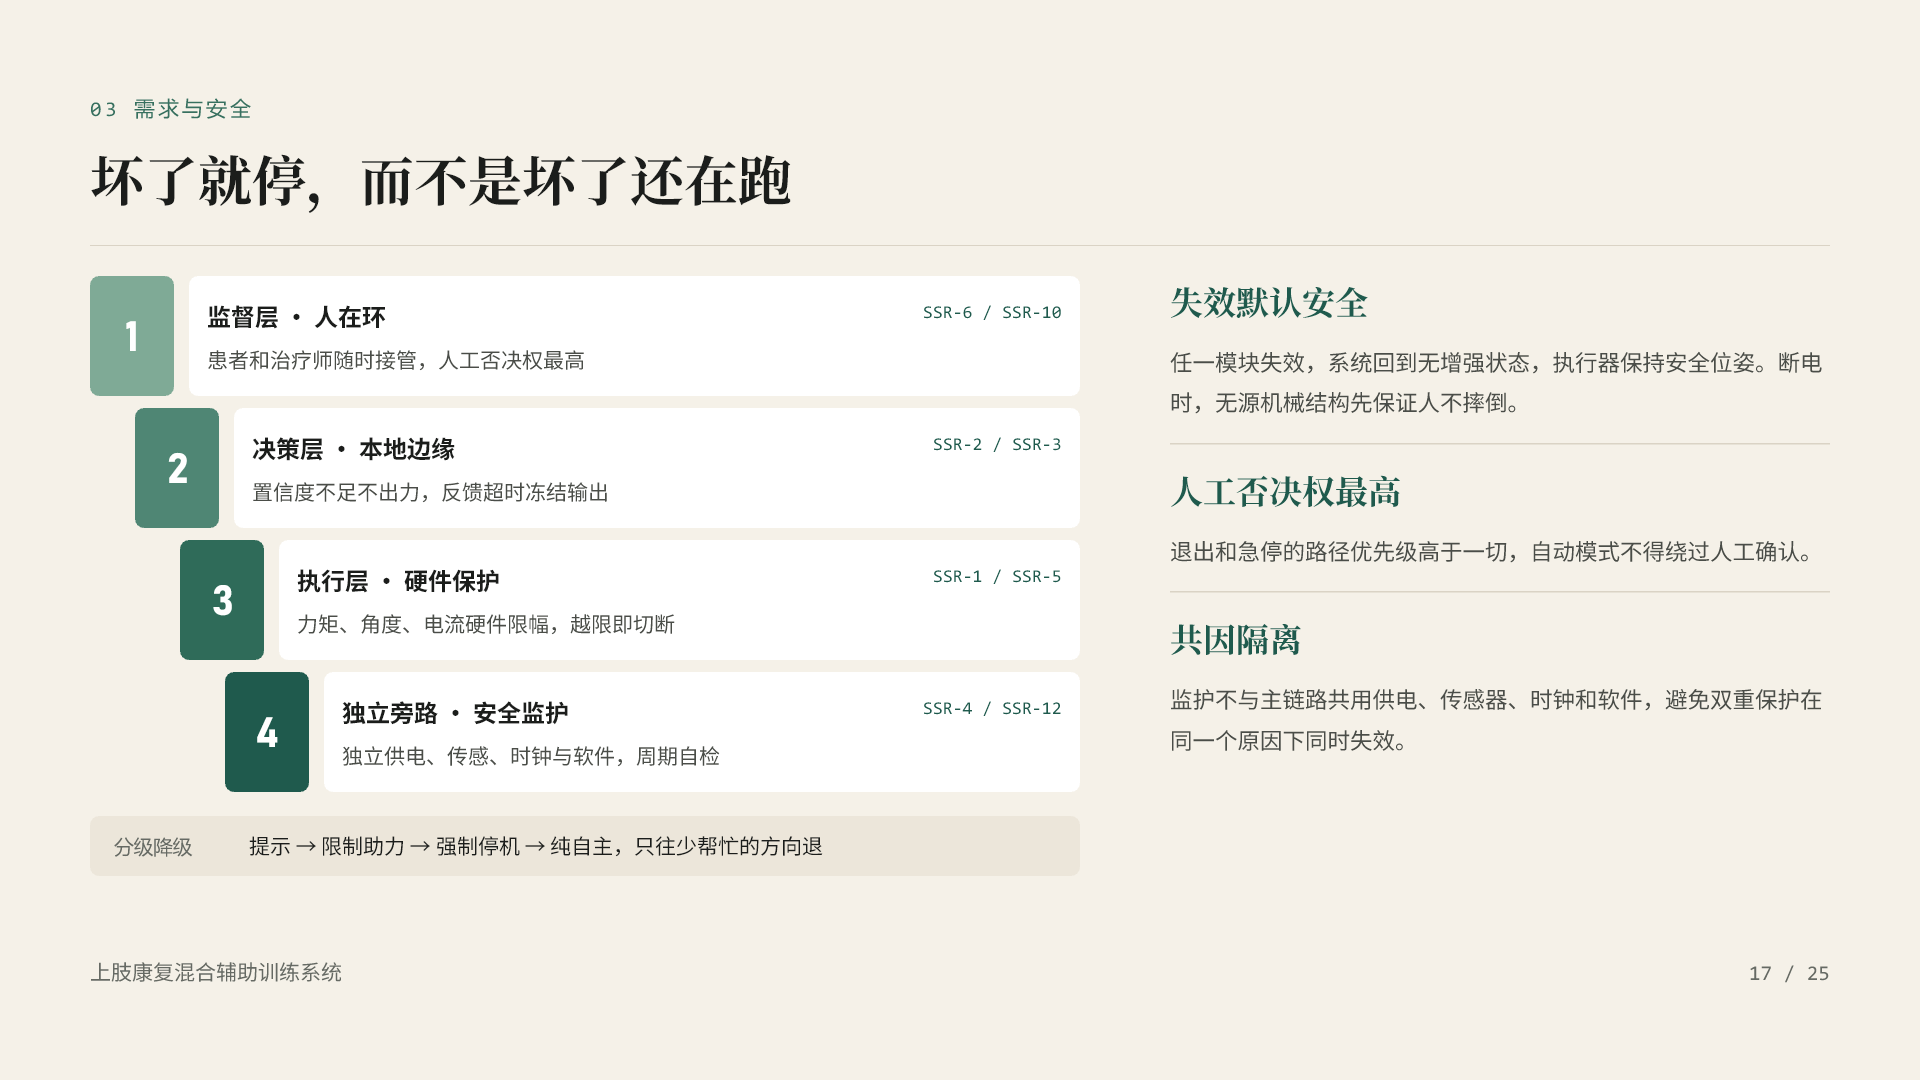 03 需求与安全
坏了就停，而不是坏了还在跑
1
监督层 · 人在环
SSR-6 / SSR-10
患者和治疗师随时接管，人工否决权最高
2
决策层 · 本地边缘
SSR-2 / SSR-3
置信度不足不出力，反馈超时冻结输出
3
执行层 · 硬件保护
SSR-1 / SSR-5
力矩、角度、电流硬件限幅，越限即切断
4
独立旁路 · 安全监护
SSR-4 / SSR-12
独立供电、传感、时钟与软件，周期自检
分级降级
提示 → 限制助力 → 强制停机 → 纯自主，只往少帮忙的方向退
失效默认安全
任一模块失效，系统回到无增强状态，执行器保持安全位姿。断电
时，无源机械结构先保证人不摔倒。
人工否决权最高
退出和急停的路径优先级高于一切，自动模式不得绕过人工确认。
共因隔离
监护不与主链路共用供电、传感器、时钟和软件，避免双重保护在
同一个原因下同时失效。
上肢康复混合辅助训练系统
17 / 25